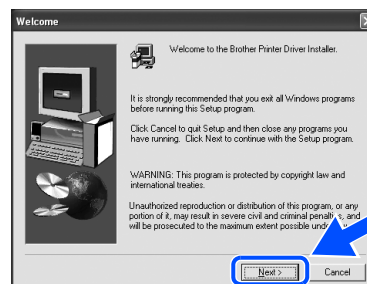 Welcome
Welcome to the Brother Printer Driver Installer.
It is strongly recommended that you exit all Windows programs
before running this Setup program.
Click Cancel to quit Setup and then close any programs you
have running. Click Next to continue with the Setup program.
WARNING: This program is protected by copyright law and
international treaties.
Unauthorized reproduction or distribution of this program, or any
portion of it, may result in severe civil and criminal penalties, and
will be prosecuted to the maximum extent possible under
Next >
Cancel